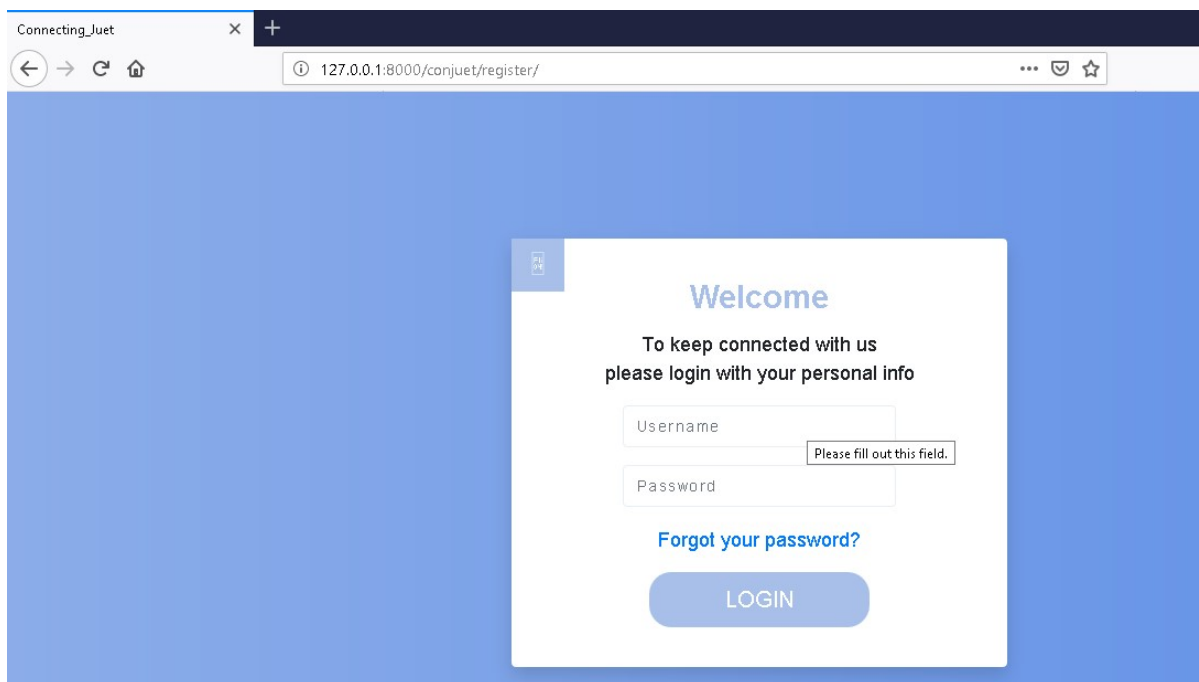 Connecting_Juet
127.0.0.1:8000/conjuet/register/
Welcome
To keep connected with us
please login with your personal info
Username
Please fill out this field.
Password
Forgot your password?
LOGIN